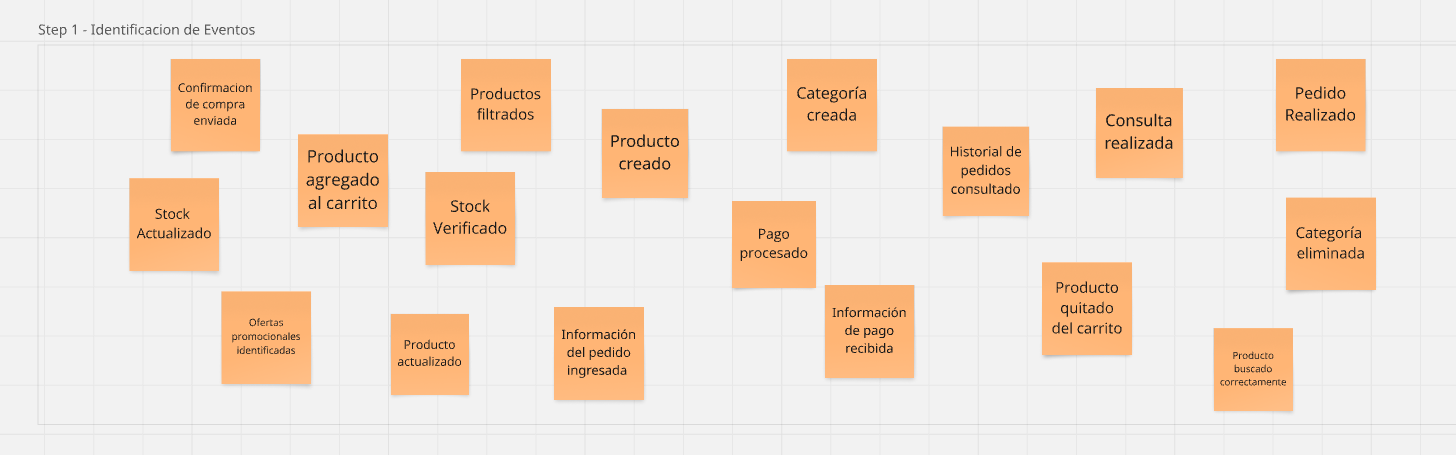 Step 1 - Identificacion de Eventos
Confirmacion
de compra
enviada
Productos
filtrados
Categoría
creada
Pedido
Realizado
Consulta
realizada
Producto
creado
Historial de
pedidos
consultado
Producto
agregado
al carrito
Stock
Actualizado
Stock
Verificado
Pago
procesado
Categoría
eliminada
Producto
quitado
del carrito
Información
de pago
recibida
Ofertas
promocionales
identificadas
Producto
actualizado
Información
del pedido
ingresada
Producto
buscado
correctamente